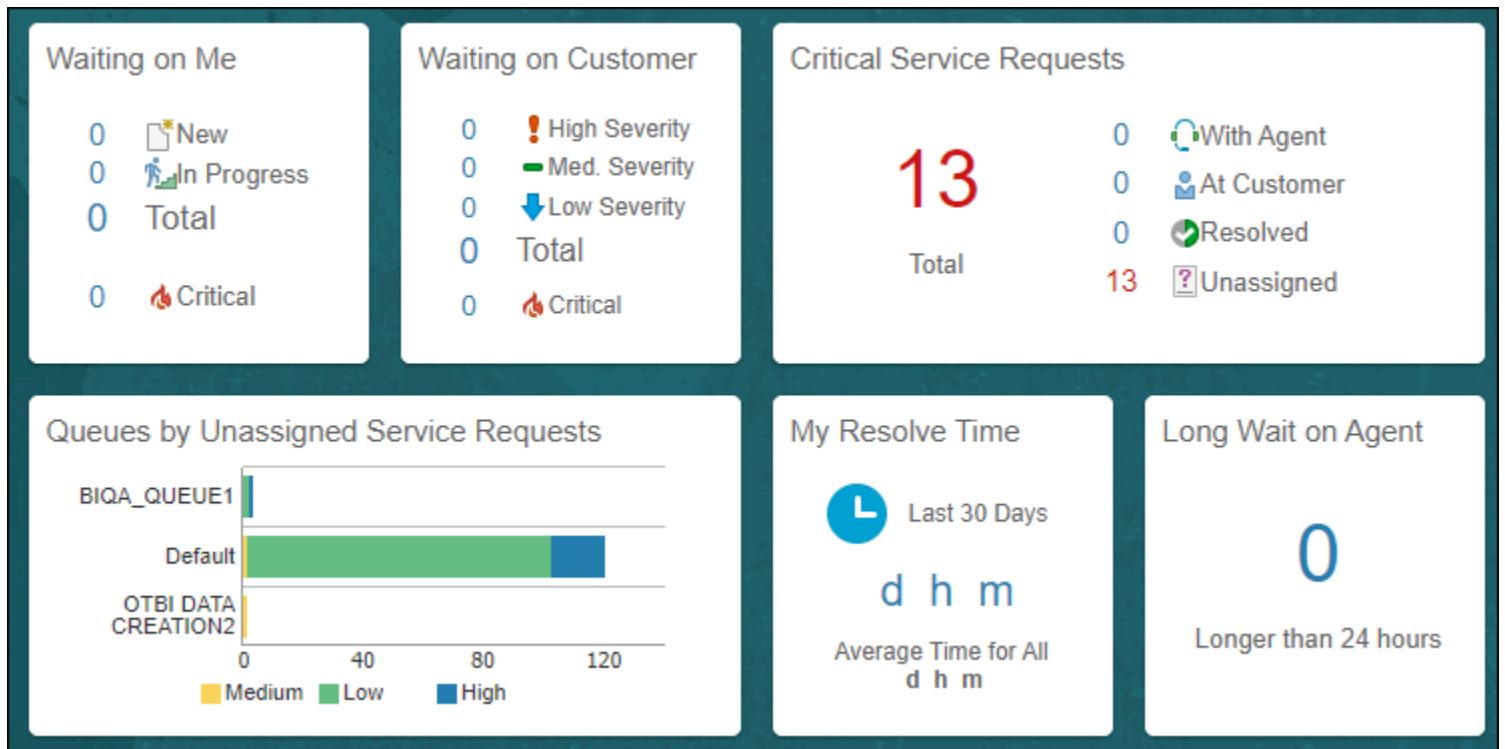 Waiting on Me
0 New
0 In Progress
0 Total
0 Critical
Waiting on Customer
0 High Severity
0 Med. Severity
0 Low Severity
0 Total
0 Critical
Critical Service Requests
13
Total
0 With Agent
0 At Customer
0 Resolved
13 ? Unassigned
Queues by Unassigned Service Requests
BIQA_QUEUE1
Default
OTBI DATA
CREATION2
0 40 80 120
Medium Low High
My Resolve Time
Last 30 Days
d h m
Average Time for All
d h m
Long Wait on Agent
0
Longer than 24 hours